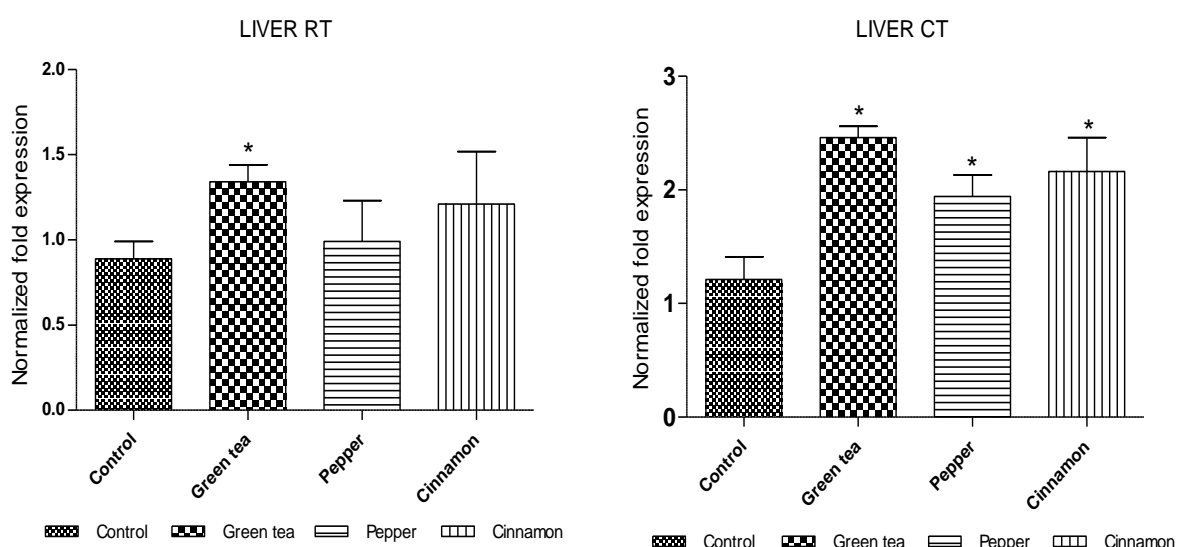 LIVER RT
Normalized fold expression
2.0
1.5
1.0
0.5
0.0
*
Control
Green tea
Pepper
Cinnamon
Control Green tea Pepper Cinnamon
LIVER CT
Normalized fold expression
3
2
1
0
*
*
*
Control
Green tea
Pepper
Cinnamon
Control Green tea Pepper Cinnamon